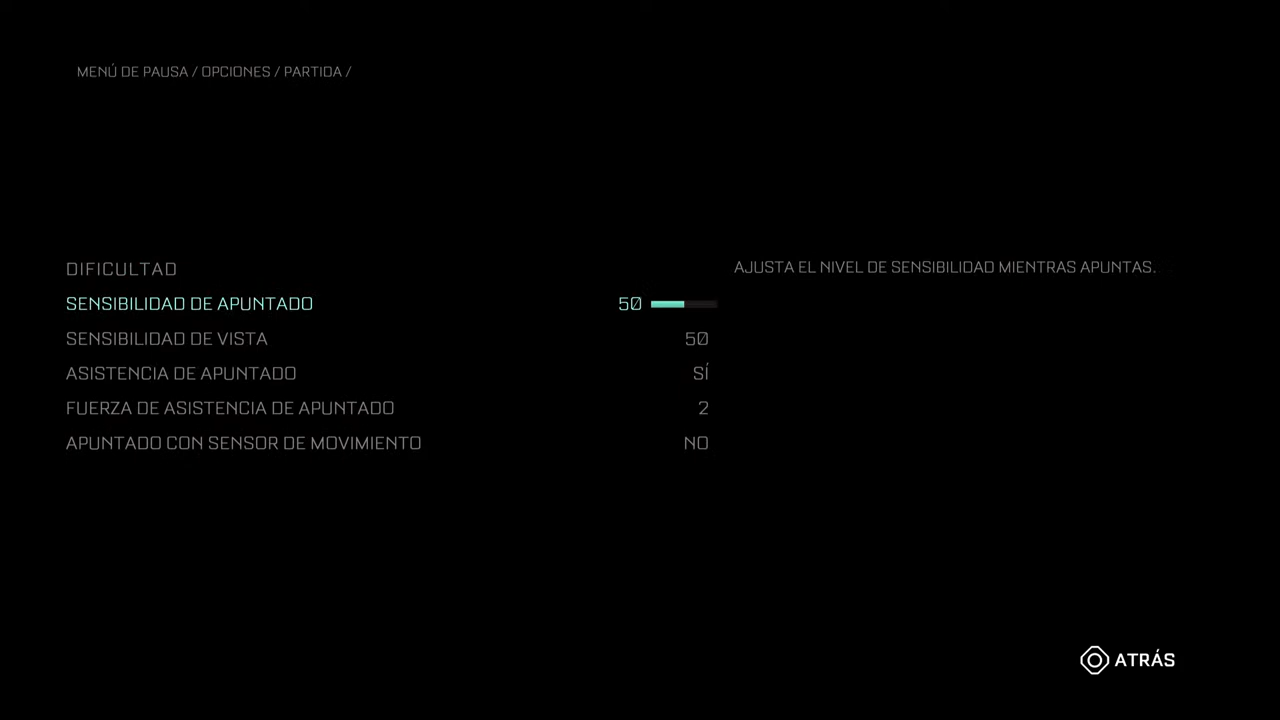 MENÚ DE PAUSA / OPCIONES / PARTIDA /
DIFICULTAD
AJUSTA EL NIVEL DE SENSIBILIDAD MIENTRAS APUNTAS.
SENSIBILIDAD DE APUNTADO 50
SENSIBILIDAD DE VISTA 50
ASISTENCIA DE APUNTADO SÍ
FUERZA DE ASISTENCIA DE APUNTADO 2
APUNTADO CON SENSOR DE MOVIMIENTO NO
ATRÁS